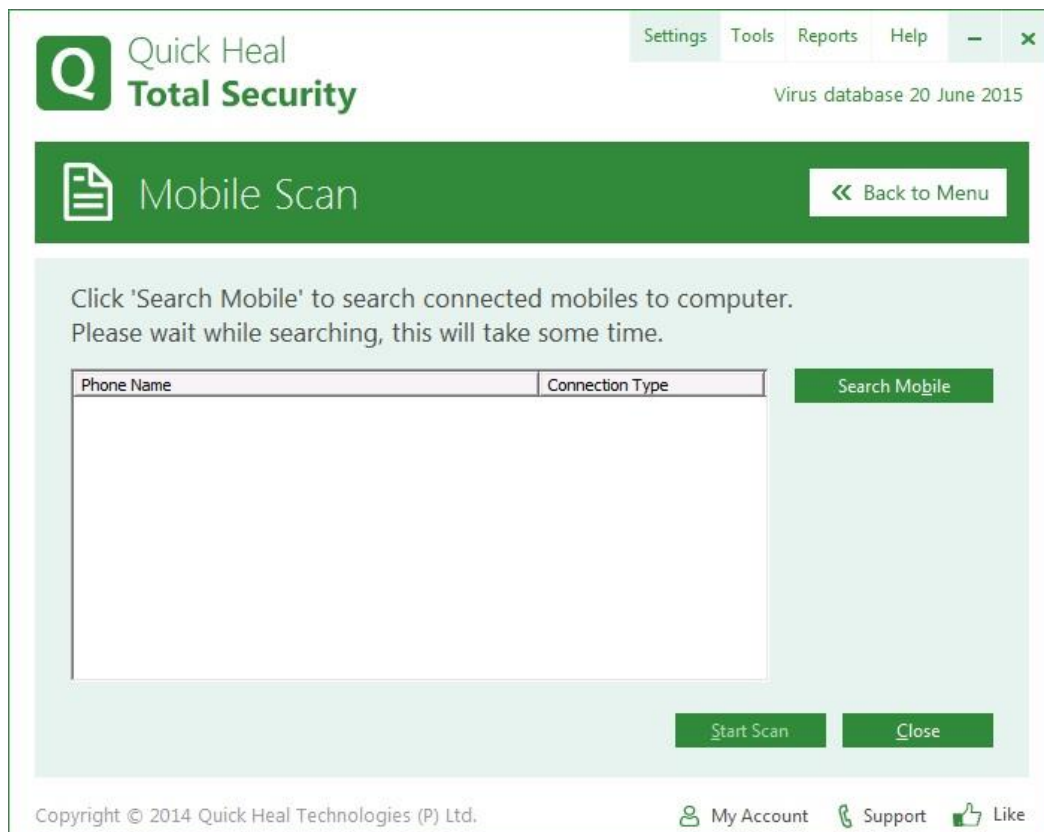 Settings Tools Reports Help
Q Quick Heal
Total Security
Virus database 20 June 2015
Mobile Scan
Back to Menu
Click 'Search Mobile' to search connected mobiles to computer.
Please wait while searching, this will take some time.
Phone Name Connection Type
Search Mobile
Start Scan Close
Copyright © 2014 Quick Heal Technologies (P) Ltd. My Account Support Like